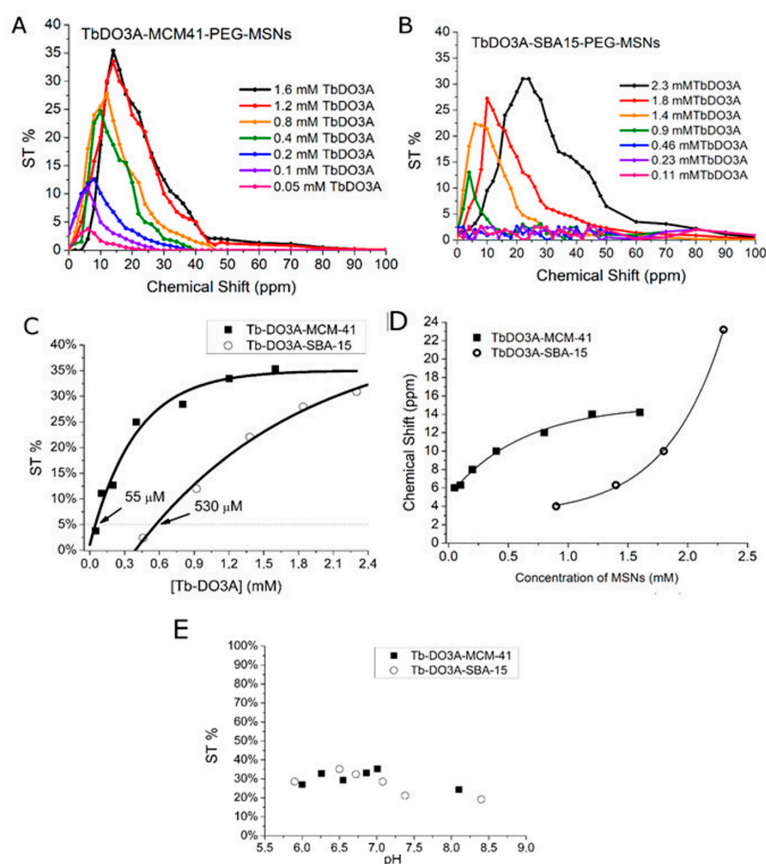 A
TbDO3A-MCM41-PEG-MSNs
ST %
40
35
30
25
20
15
10
5
0
1.6 mM TbDO3A
1.2 mM TbDO3A
0.8 mM TbDO3A
0.4 mM TbDO3A
0.2 mM TbDO3A
0.1 mM TbDO3A
0.05 mM TbDO3A
0 10 20 30 40 50 60 70 80 90 100
Chemical Shift (ppm)
B
TbDO3A-SBA15-PEG-MSNs
ST %
40
35
30
25
20
15
10
5
0
2.3 mMTbDO3A
1.8 mMTbDO3A
1.4 mMTbDO3A
0.9 mMTbDO3A
0.46 mMTbDO3A
0.23 mMTbDO3A
0.11 mMTbDO3A
0 10 20 30 40 50 60 70 80 90 100
Chemical Shift (ppm)
C
Tb-DO3A-MCM-41
Tb-DO3A-SBA-15
ST %
40%
35%
30%
25%
20%
15%
10%
5%
0%
55 μM
530 μM
0.0 0.3 0.6 0.9 1.2 1.5 1.8 2.1 2.4
[Tb-DO3A] (mM)
D
TbDO3A-MCM-41
TbDO3A-SBA-15
Chemical Shift (ppm)
24
22
20
18
16
14
12
10
8
6
4
2
0
0.0 0.5 1.0 1.5 2.0 2.5
Concentration of MSNs (mM)
E
Tb-DO3A-MCM-41
Tb-DO3A-SBA-15
ST %
100%
90%
80%
70%
60%
50%
40%
30%
20%
10%
0%
5.5 6.0 6.5 7.0 7.5 8.0 8.5 9.0
pH